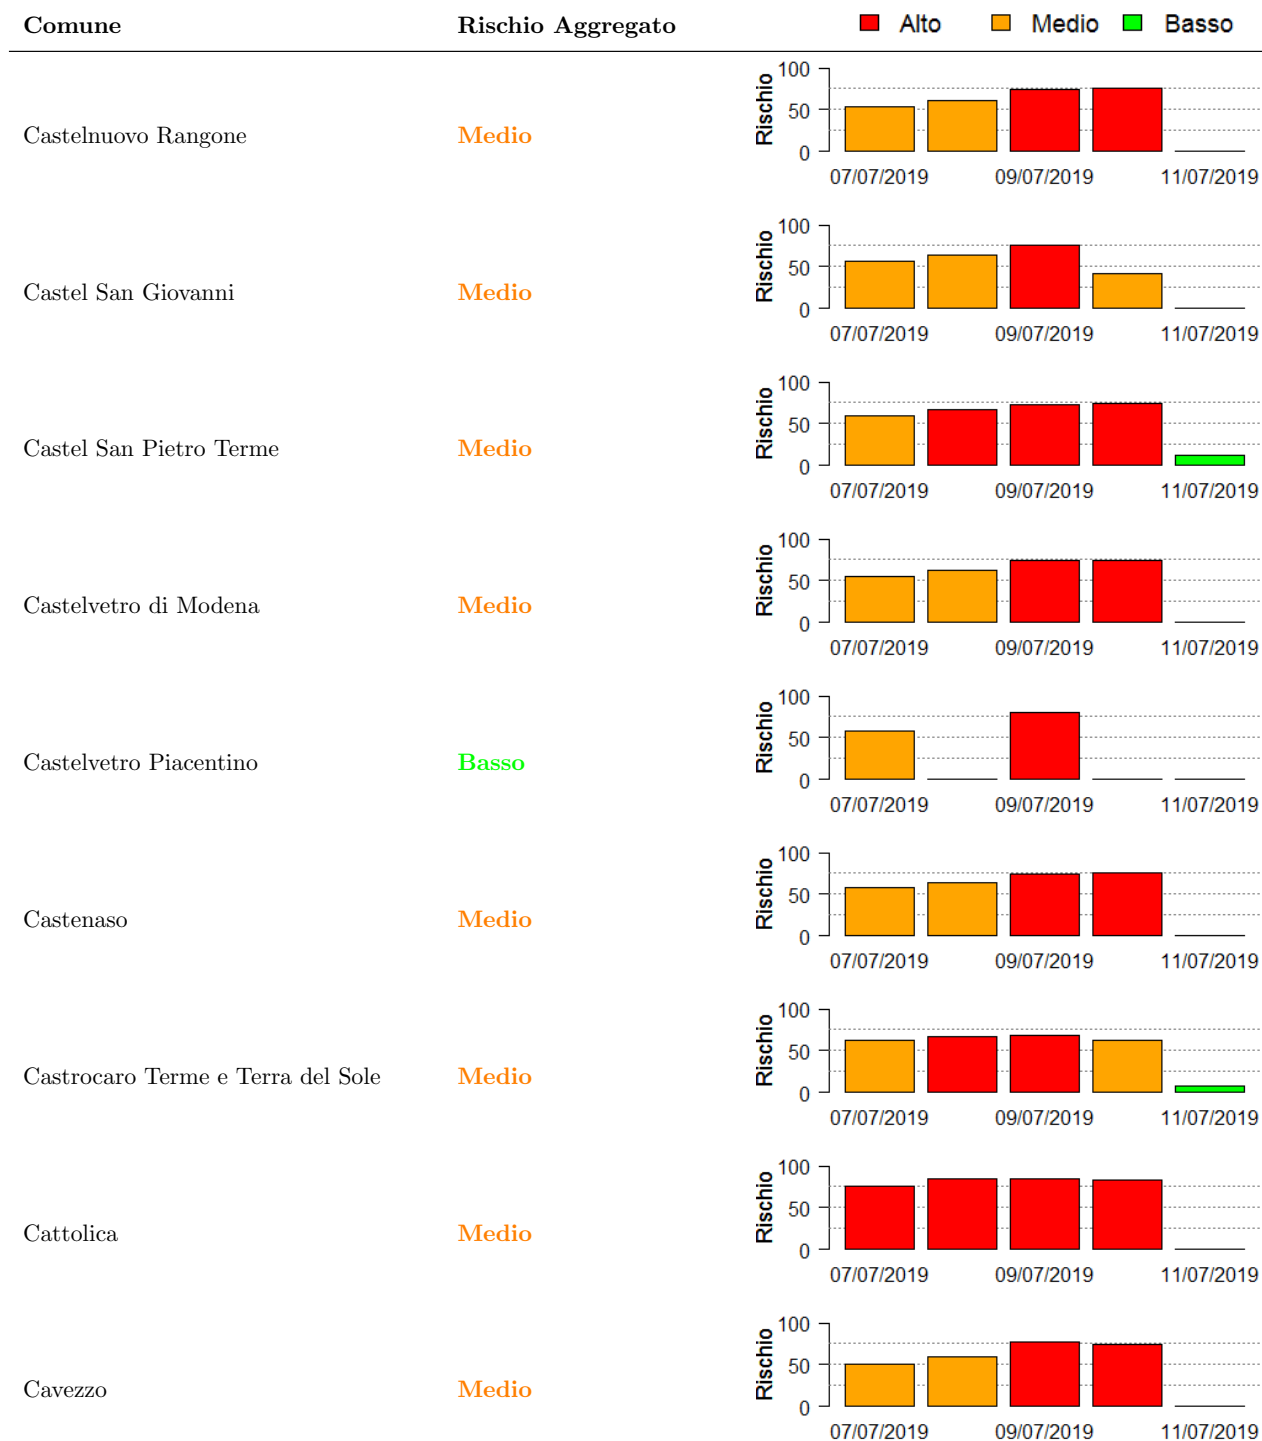 Comune Rischio Aggregato Alto Medio Basso
100
50
0
Rischio
Castelnuovo Rangone Medio
07/07/2019 09/07/2019 11/07/2019
100
50
0
Rischio
Castel San Giovanni Medio
07/07/2019 09/07/2019 11/07/2019
100
50
0
Rischio
Castel San Pietro Terme Medio
07/07/2019 09/07/2019 11/07/2019
100
50
0
Rischio
Castelvetro di Modena Medio
07/07/2019 09/07/2019 11/07/2019
100
50
0
Rischio
Castelvetro Piacentino Basso
07/07/2019 09/07/2019 11/07/2019
100
50
0
Rischio
Castenaso Medio
07/07/2019 09/07/2019 11/07/2019
100
50
0
Rischio
Castrocaro Terme e Terra del Sole Medio
07/07/2019 09/07/2019 11/07/2019
100
50
0
Rischio
Cattolica Medio
07/07/2019 09/07/2019 11/07/2019
100
50
0
Rischio
Cavezzo Medio
07/07/2019 09/07/2019 11/07/2019